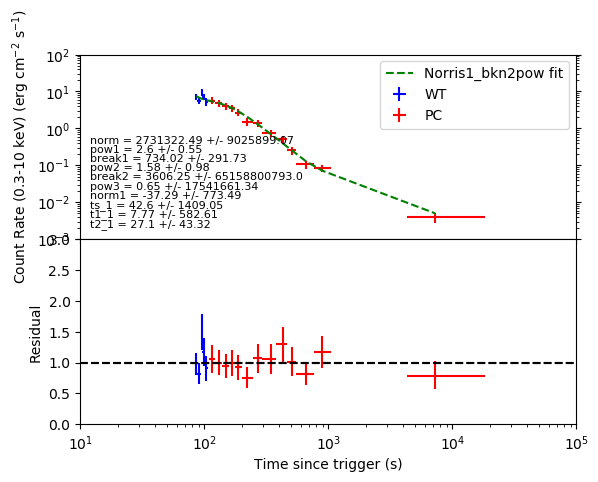 Norris1_bkn2pow fit
WT
PC
norm = 2731322.49 +/- 9025899.07
pow1 = 2.6 +/- 0.55
break1 = 734.02 +/- 291.73
pow2 = 1.58 +/- 0.98
break2 = 3606.25 +/- 65158800793.0
pow3 = 0.65 +/- 17541661.34
norm1 = -37.29 +/- 773.49
ts_1 = 42.6 +/- 1409.05
t1_1 = 7.77 +/- 582.61
t2_1 = 27.1 +/- 43.32
Count Rate (0.3-10 keV) (erg cm⁻² s⁻¹)
10²
10¹
10⁰
10⁻¹
10⁻²
10⁻³
Residual
3.0
2.5
2.0
1.5
1.0
0.5
0.0
10¹ 10² 10³ 10⁴ 10⁵
Time since trigger (s)